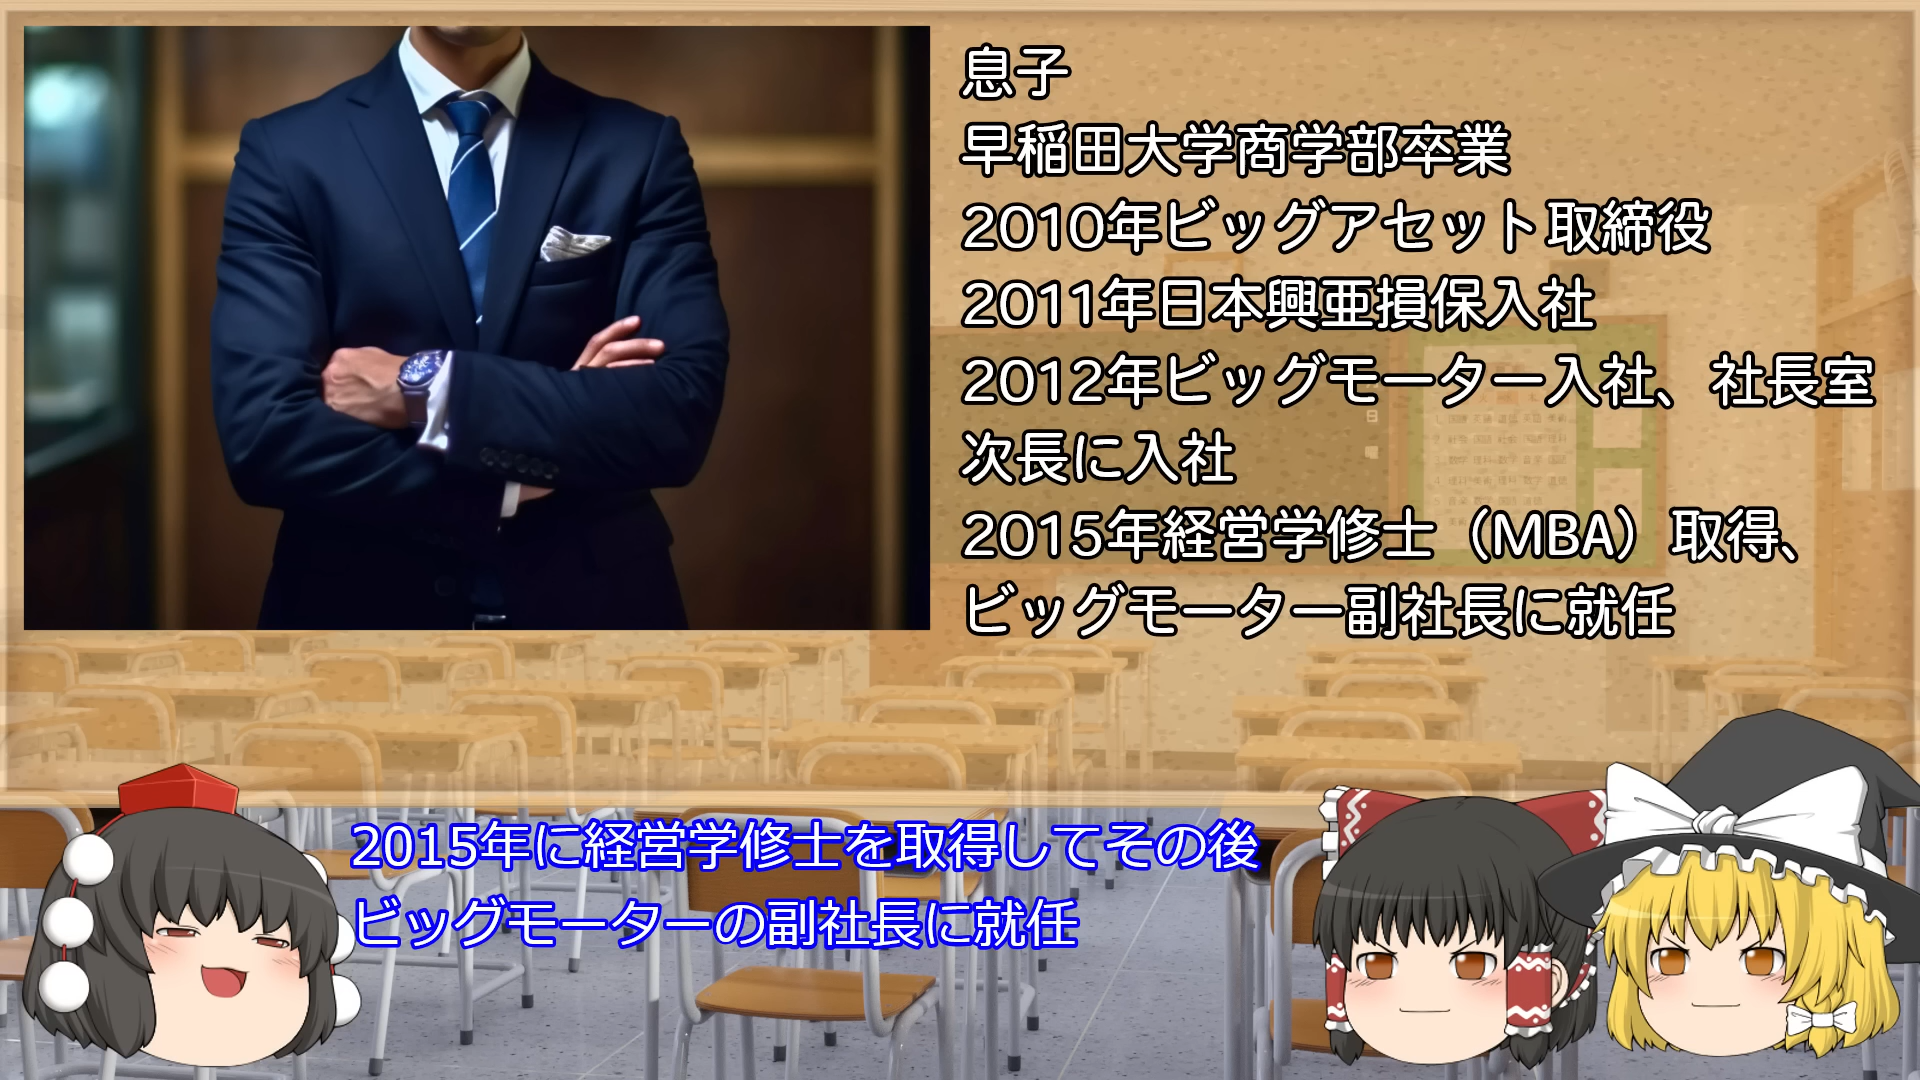 息子
早稲田大学商学部卒業
2010年ビッグアセット取締役
2011年日本興亜損保入社
2012年ビッグモーター入社、社長室
次長に入社
2015年経営学修士（MBA）取得、
ビッグモーター副社長に就任
2015年に経営学修士を取得してその後
ビッグモーターの副社長に就任